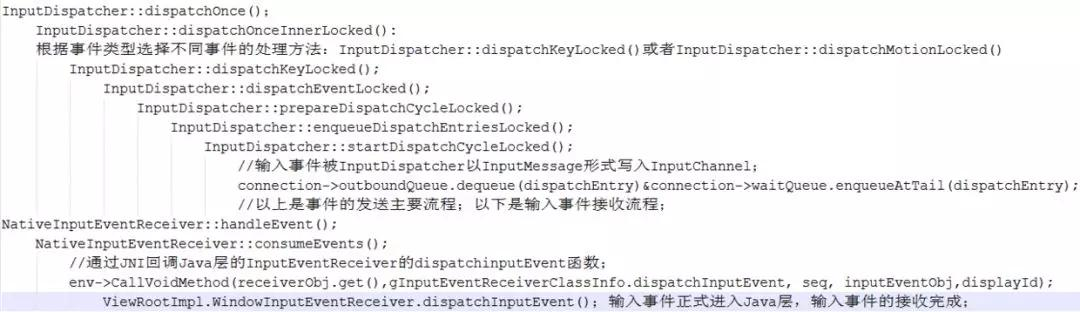 InputDispatcher::dispatchOnce();
InputDispatcher::dispatchOnceInnerLocked():
根据事件类型选择不同事件的处理方法: InputDispatcher::dispatchKeyLocked()或者InputDispatcher::dispatchMotionLocked()
InputDispatcher::dispatchKeyLocked();
InputDispatcher::dispatchEventLocked();
InputDispatcher::prepareDispatchCycleLocked();
InputDispatcher::enqueueDispatchEntriesLocked();
InputDispatcher::startDispatchCycleLocked();
//输入事件被InputDispatcher以InputMessage形式写入InputChannel;
connection->outboundQueue.dequeue(dispatchEntry)&connection->waitQueue.enqueueAtTail(dispatchEntry);
//以上是事件的发送主要流程; 以下是输入事件接收流程;
NativeInputEventReceiver::handleEvent();
NativeInputEventReceiver::consumeEvents();
//通过JNI回调Java层的InputEventReceiver的dispatchinputEvent函数;
env->CallVoidMethod(receiverObj.get(),gInputEventReceiverClassInfo.dispatchInputEvent, seq, inputEventObj,displayId);
ViewRootImpl.WindowInputEventReceiver.dispatchInputEvent(); 输入事件正式进入Java层, 输入事件的接收完成;